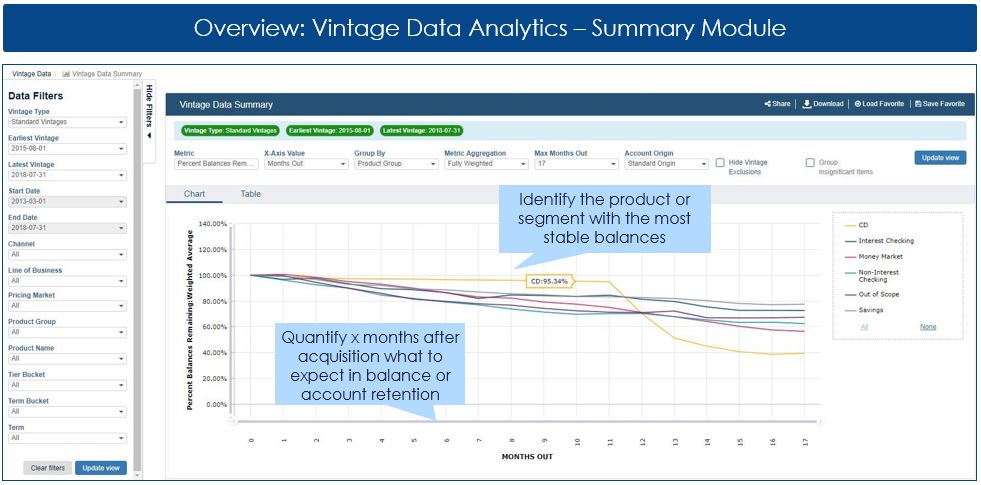 Overview: Vintage Data Analytics – Summary Module
Vintage Data
Vintage Data Summary
Data Filters
Vintage Type
Standard Vintages
Earliest Vintage
2015-08-01
Latest Vintage
2018-07-31
Start Date
2013-03-01
End Date
2018-07-31
Channel
All
Line of Business
All
Pricing Market
All
Product Group
All
Product Name
All
Tier Bucket
All
Term Bucket
All
Term
All
Clear filters
Update view
Hide Filters
Vintage Data Summary
Share
Download
Load Favorite
Save Favorite
Vintage Type: Standard Vintages
Earliest Vintage: 2015-08-01
Latest Vintage: 2018-07-31
Metric
Percent Balances Rem...
X-Axis Value
Months Out
Group By
Product Group
Metric Aggregation
Fully Weighted
Max Months Out
17
Account Origin
Standard Origin
Hide Vintage
Exclusions
Group
Insignificant Items
Update view
Chart
Table
Identify the product or
segment with the most
stable balances
Percent Balances Remaining:Weighted Average
140.00%
120.00%
100.00%
80.00%
60.00%
40.00%
20.00%
0.00%
CD:95.34%
Quantify x months after
acquisition what to
expect in balance or
account retention
0
1
2
3
4
5
6
7
8
9
10
11
12
13
14
15
16
17
MONTHS OUT
CD
Interest Checking
Money Market
Non-Interest
Checking
Out of Scope
Savings
All
None